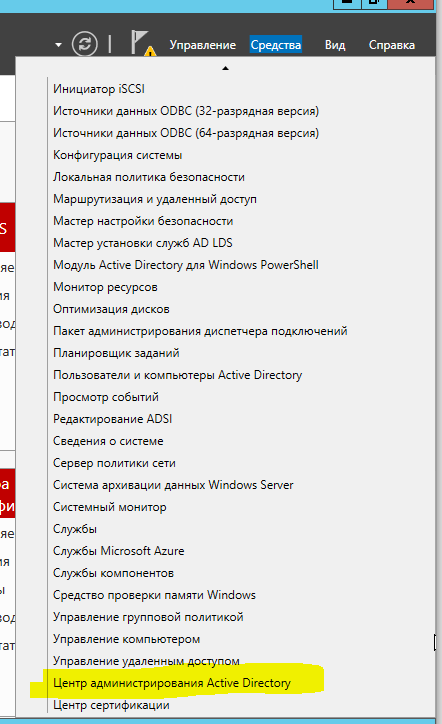 Управление Средства Вид Справка
Инициатор iSCSI
Источники данных ODBC (32-разрядная версия)
Источники данных ODBC (64-разрядная версия)
Конфигурация системы
Локальная политика безопасности
Маршрутизация и удаленный доступ
Мастер настройки безопасности
Мастер установки служб AD LDS
Модуль Active Directory для Windows PowerShell
Монитор ресурсов
Оптимизация дисков
Пакет администрирования диспетчера подключений
Планировщик заданий
Пользователи и компьютеры Active Directory
Просмотр событий
Редактирование ADSI
Сведения о системе
Сервер политики сети
Система архивации данных Windows Server
Системный монитор
Службы
Службы Microsoft Azure
Службы компонентов
Средство проверки памяти Windows
Управление групповой политикой
Управление компьютером
Управление удаленным доступом
Центр администрирования Active Directory
Центр сертификации